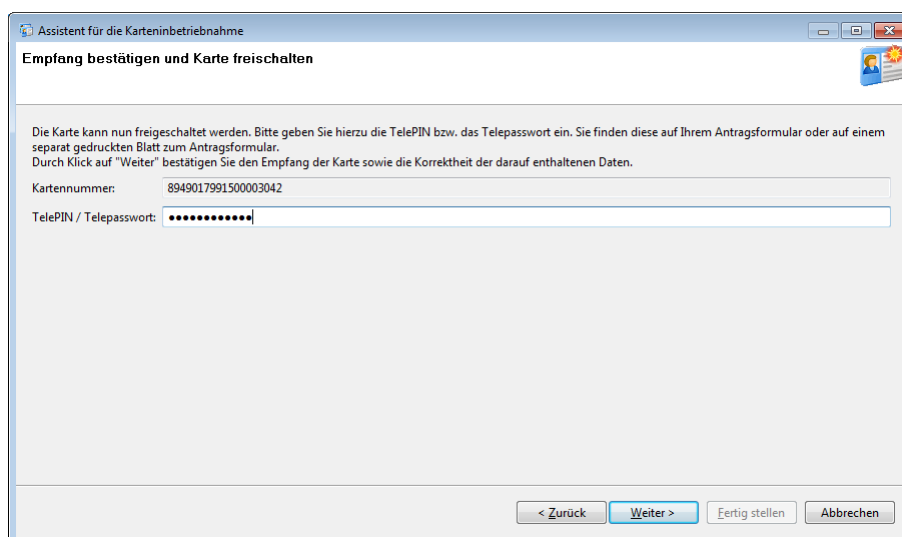 Assistent für die Karteninbetriebnahme
Empfang bestätigen und Karte freischalten
Die Karte kann nun freigeschaltet werden. Bitte geben Sie hierzu die TelePIN bzw. das Telepasswort ein. Sie finden diese auf Ihrem Antragsformular oder auf einem
separat gedruckten Blatt zum Antragsformular.
Durch Klick auf "Weiter" bestätigen Sie den Empfang der Karte sowie die Korrektheit der darauf enthaltenen Daten.
Kartennummer: 8949017991500003042
TelePIN / Telepasswort: ●●●●●●●●●●●●
< Zurück Weiter > Fertig stellen Abbrechen